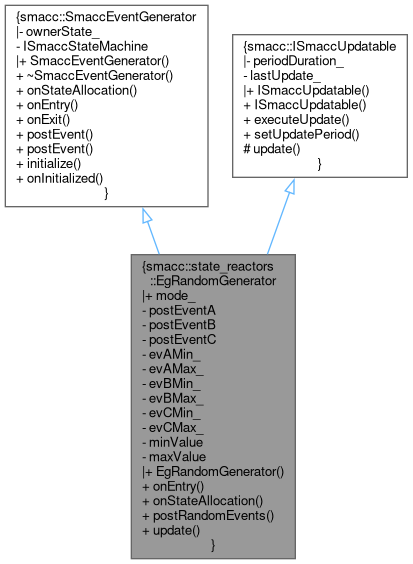 {smacc::SmaccEventGenerator
|- ownerState_
- ISmaccStateMachine
|+ SmaccEventGenerator()
+ ~SmaccEventGenerator()
+ onStateAllocation()
+ onEntry()
+ onExit()
+ postEvent()
+ postEvent()
+ initialize()
+ onInitialized()
}
{smacc::ISmaccUpdatable
|- periodDuration_
- lastUpdate_
|+ ISmaccUpdatable()
+ ISmaccUpdatable()
+ executeUpdate()
+ setUpdatePeriod()
# update()
}
{smacc::state_reactors
::EgRandomGenerator
|+ mode_
- postEventA
- postEventB
- postEventC
- evAMin_
- evAMax_
- evBMin_
- evBMax_
- evCMin_
- evCMax_
- minValue
- maxValue
|+ EgRandomGenerator()
+ onEntry()
+ onStateAllocation()
+ postRandomEvents()
+ update()
}